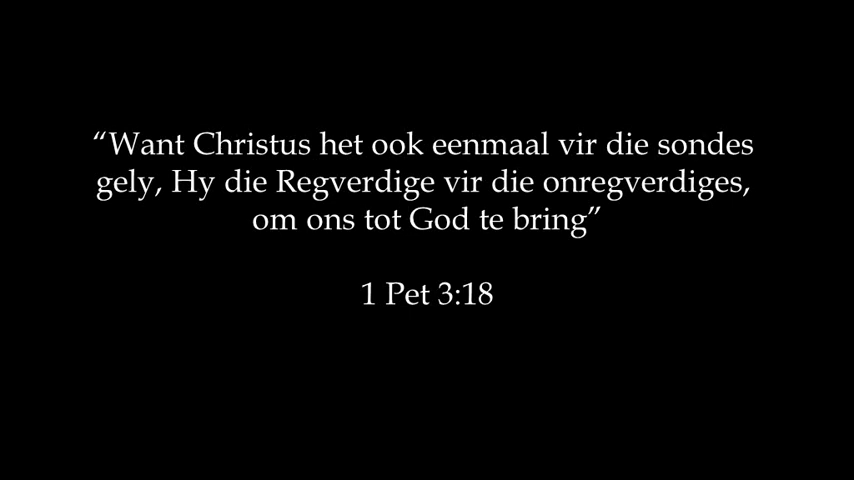 “Want Christus het ook eenmaal vir die sondes
gely, Hy die Regverdige vir die onregverdiges,
om ons tot God te bring”
1 Pet 3:18